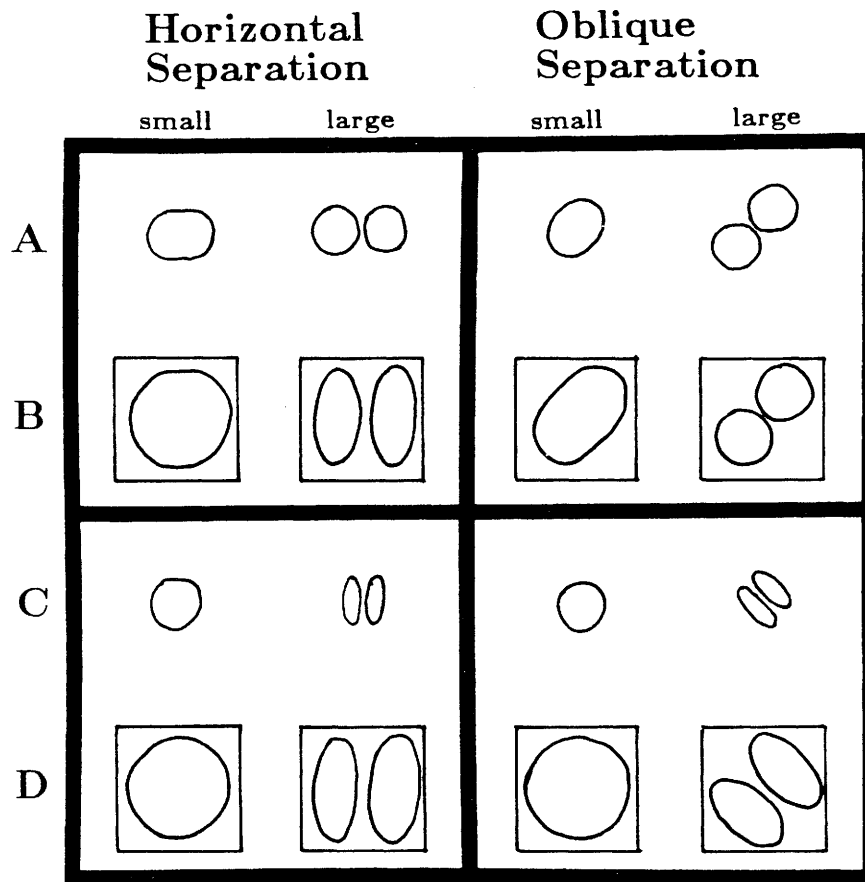 Horizontal
Separation
Oblique
Separation
small large small large
A
B
C
D